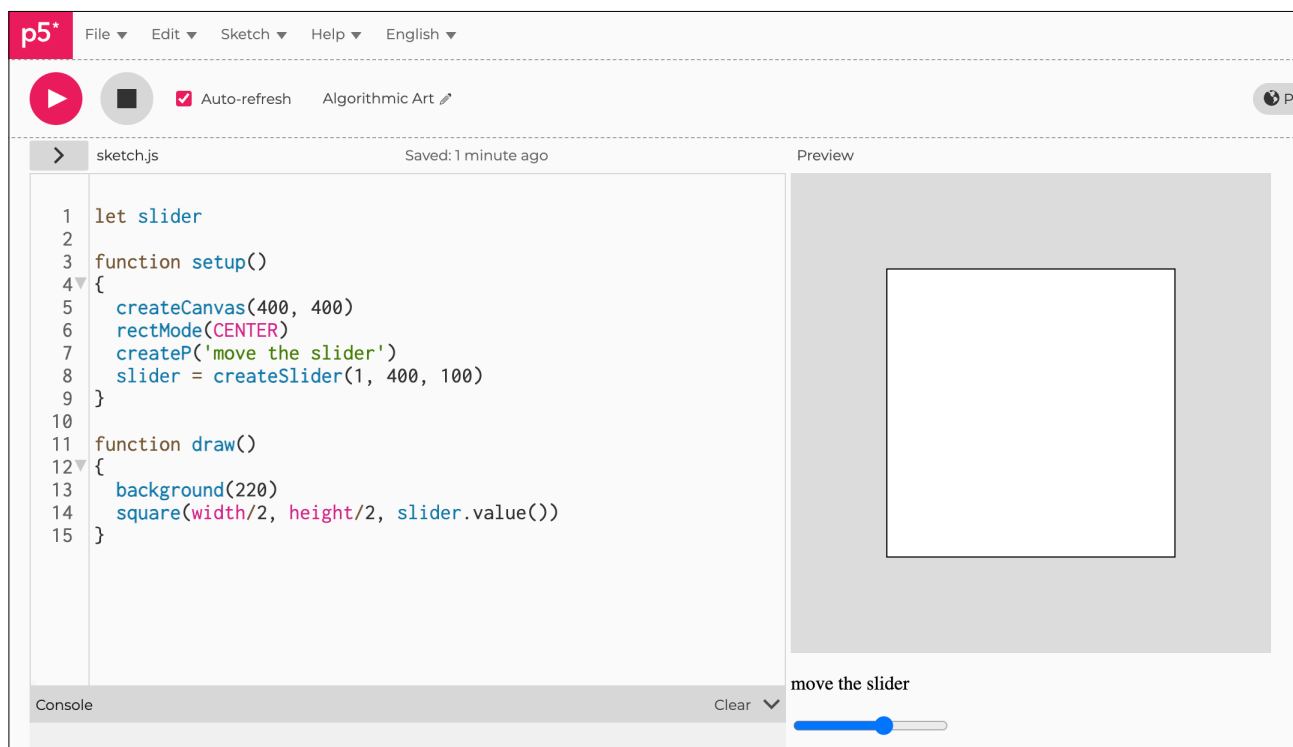 p5* File Edit Sketch Help English
Auto-refresh Algorithmic Art P
sketch.js Saved: 1 minute ago Preview
1 let slider
2
3 function setup()
4 {
5   createCanvas(400, 400)
6   rectMode(CENTER)
7   createP('move the slider')
8   slider = createSlider(1, 400, 100)
9 }
10
11 function draw()
12 {
13   background(220)
14   square(width/2, height/2, slider.value())
15 }
move the slider
Console Clear